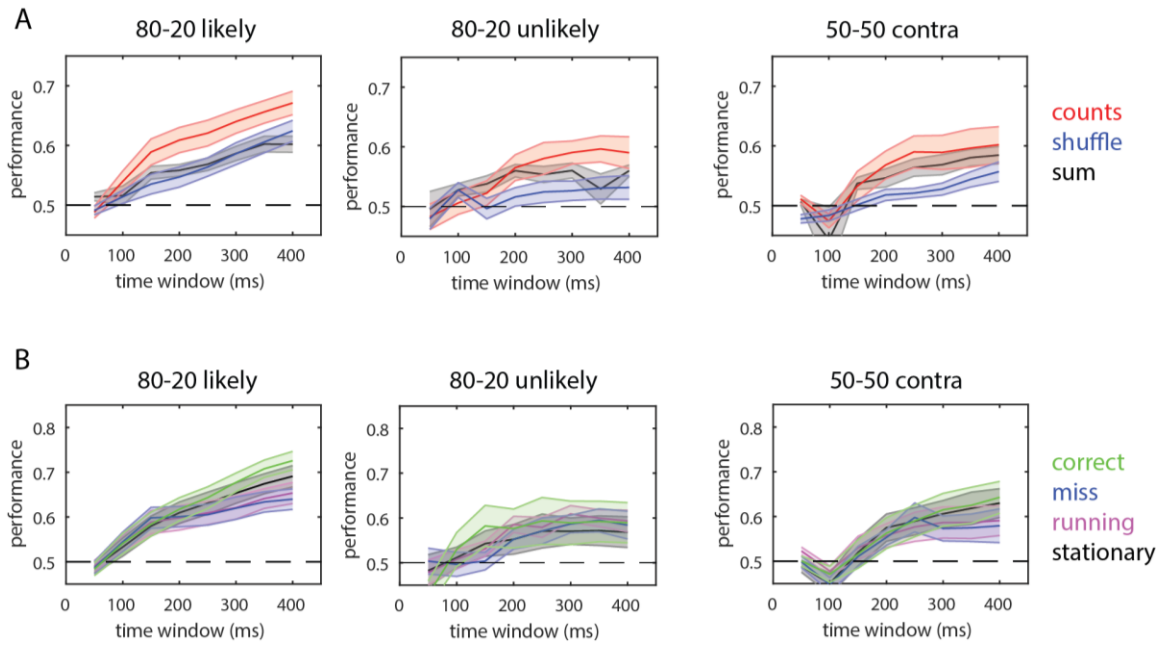 A
80-20 likely
80-20 unlikely
50-50 contra
performance
0.7
0.6
0.5
0
100
200
300
400
time window (ms)
performance
0.7
0.6
0.5
0
100
200
300
400
time window (ms)
performance
0.7
0.6
0.5
0
100
200
300
400
time window (ms)
counts
shuffle
sum
B
80-20 likely
80-20 unlikely
50-50 contra
performance
0.8
0.7
0.6
0.5
0
100
200
300
400
time window (ms)
performance
0.8
0.7
0.6
0.5
0
100
200
300
400
time window (ms)
performance
0.8
0.7
0.6
0.5
0
100
200
300
400
time window (ms)
correct
miss
running
stationary